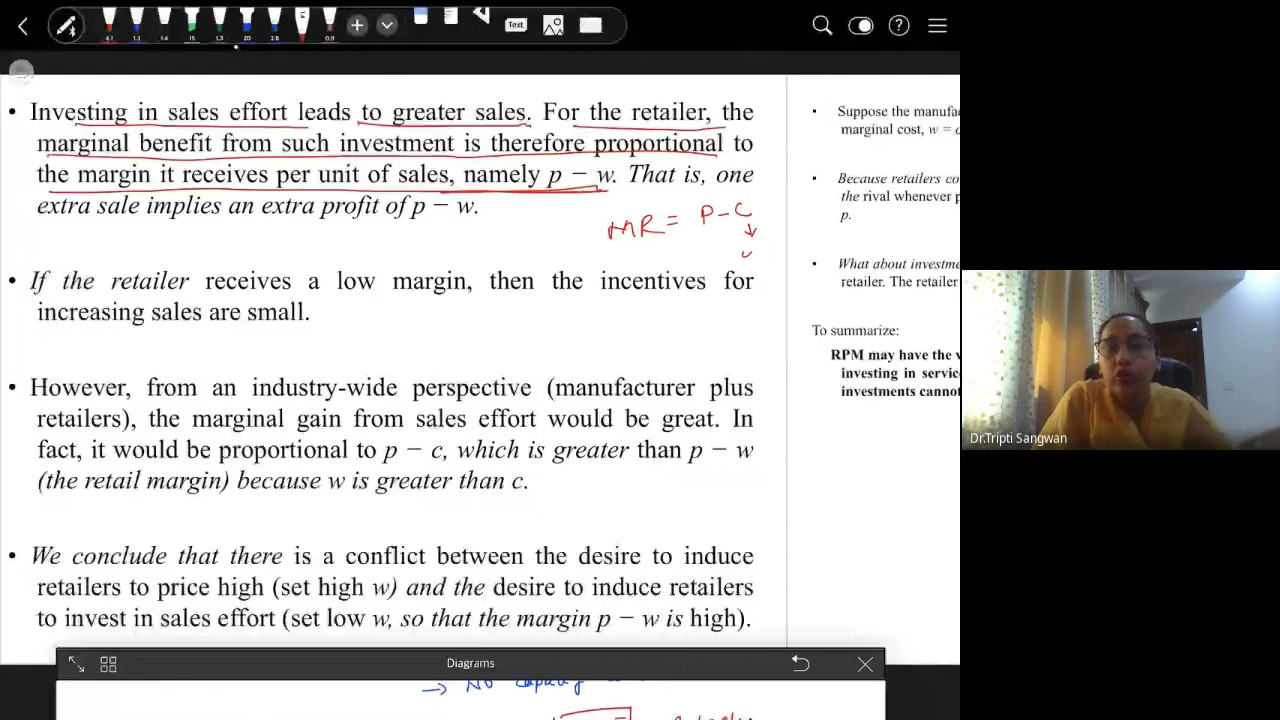 Text
• Investing in sales effort leads to greater sales. For the retailer, the
marginal benefit from such investment is therefore proportional to
the margin it receives per unit of sales, namely p − w. That is, one
extra sale implies an extra profit of p − w.
MR = P-C
• If the retailer receives a low margin, then the incentives for
increasing sales are small.
• However, from an industry-wide perspective (manufacturer plus
retailers), the marginal gain from sales effort would be great. In
fact, it would be proportional to p − c, which is greater than p − w
(the retail margin) because w is greater than c.
• We conclude that there is a conflict between the desire to induce
retailers to price high (set high w) and the desire to induce retailers
to invest in sales effort (set low w, so that the margin p − w is high).
Diagrams
→ No
• Suppose the manufac
marginal cost, w = c
• Because retailers co
the rival whenever p
p.
• What about investme
retailer. The retailer
To summarize:
RPM may have the v
investing in servic
investments cannot
Dr.Tripti Sangwan